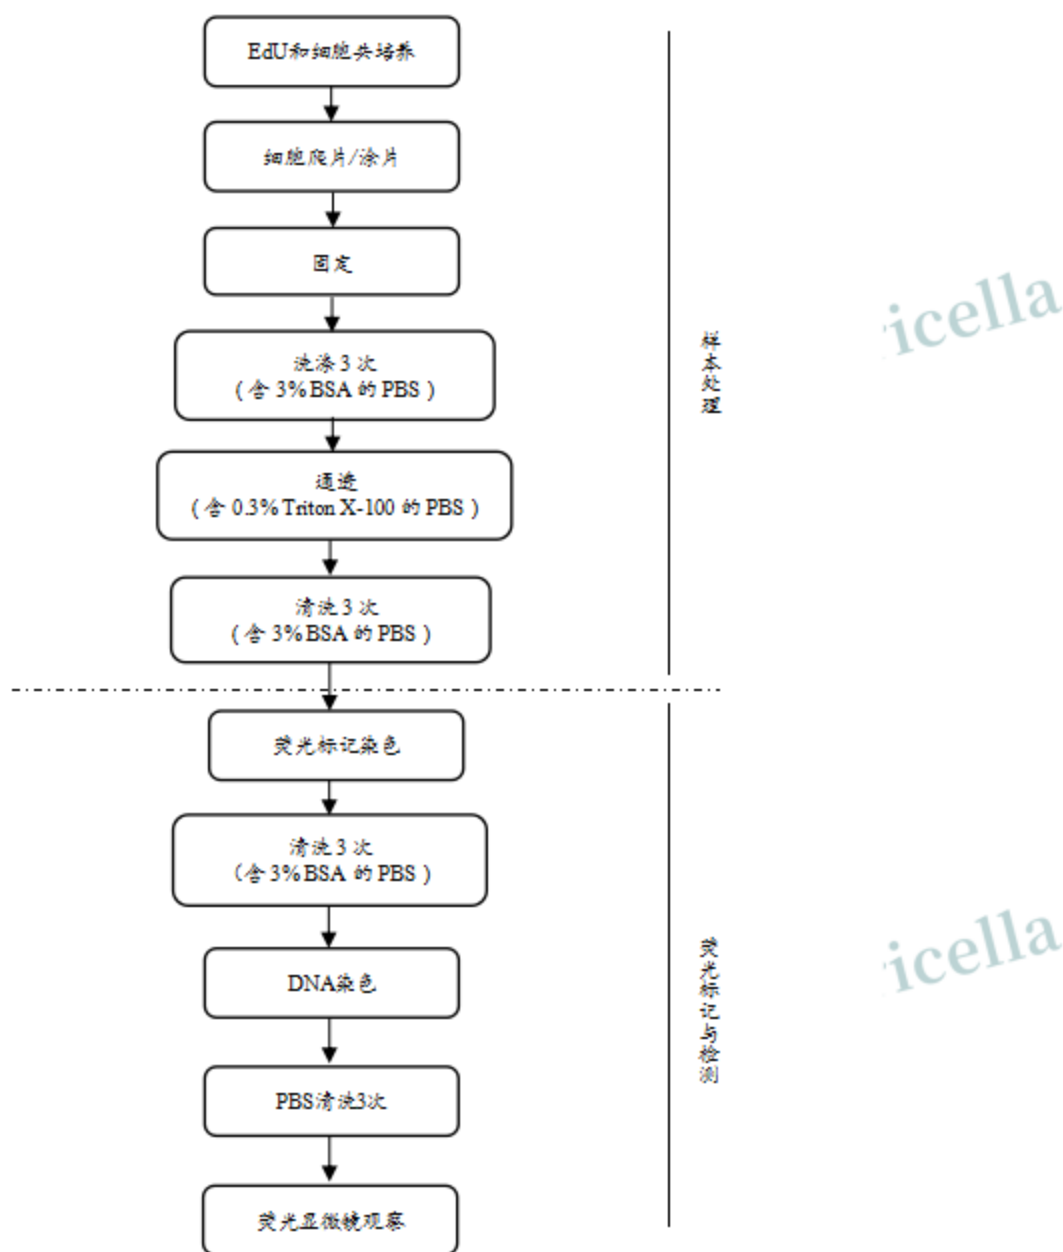 EdU和细胞共培养
细胞爬片/涂片
固定
洗涤3次
(含3%BSA的PBS)
通透
(含0.3%Triton X-100的PBS)
清洗3次
(含3%BSA的PBS)
样本处理
荧光标记染色
清洗3次
(含3%BSA的PBS)
DNA染色
PBS清洗3次
荧光显微镜观察
荧光标记与检测
icella
icella